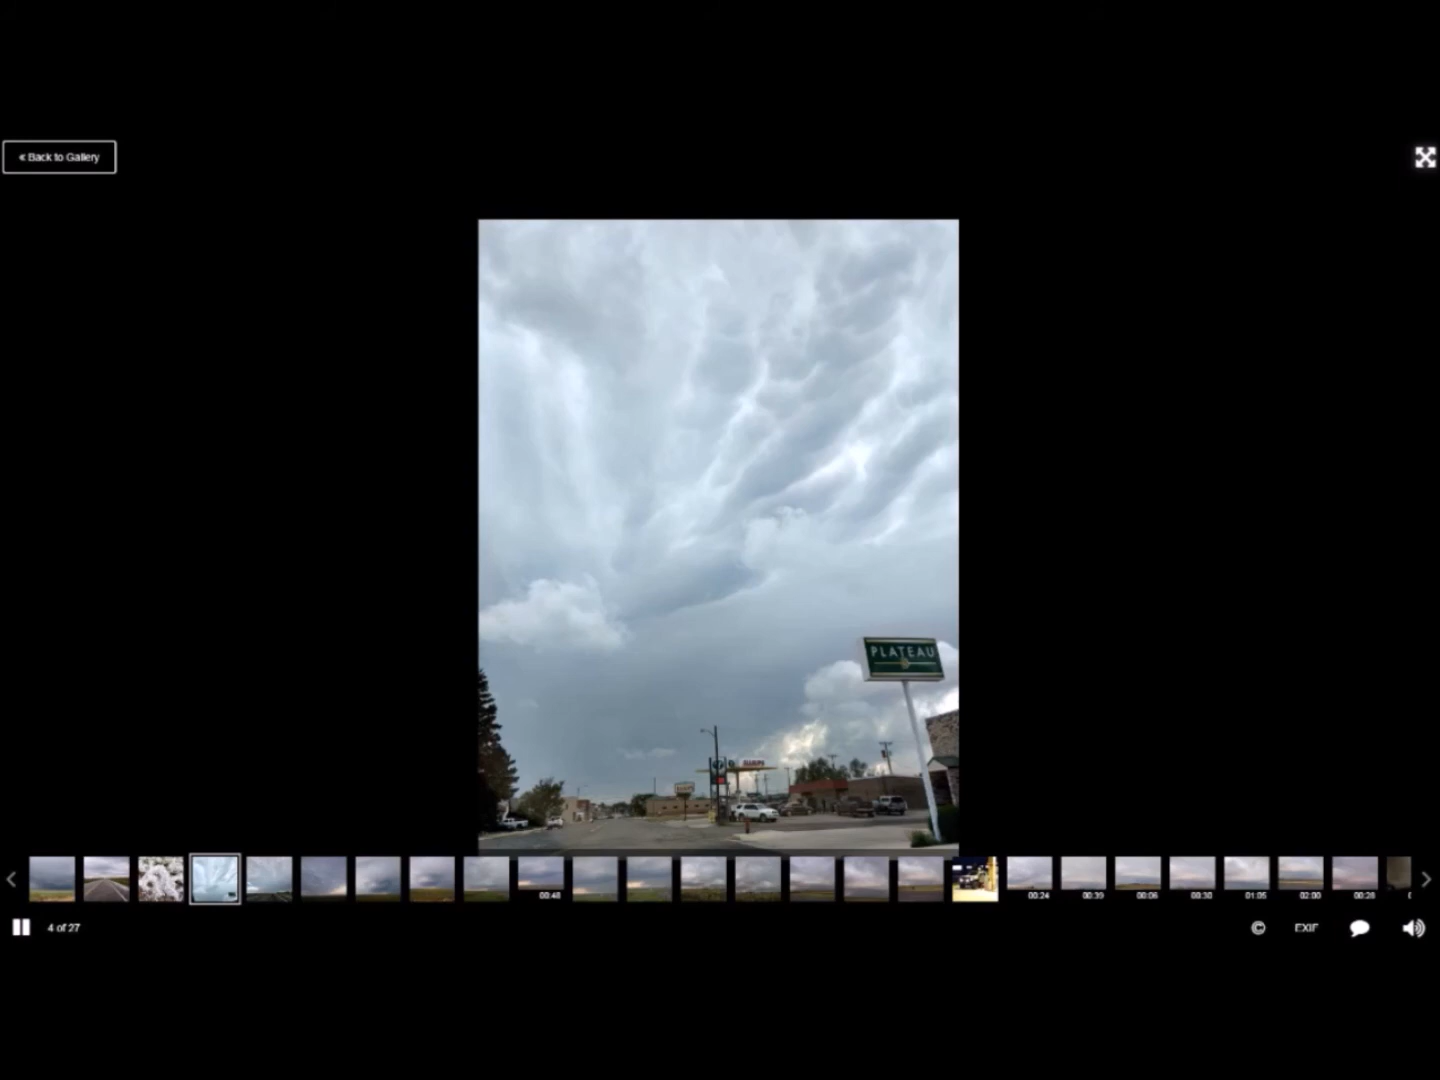 « Back to Gallery
PLATEAU
ALLSUP'S
00:48
00:24
00:39
00:06
00:30
01:05
02:00
00:28
4 of 27
©
EXIF